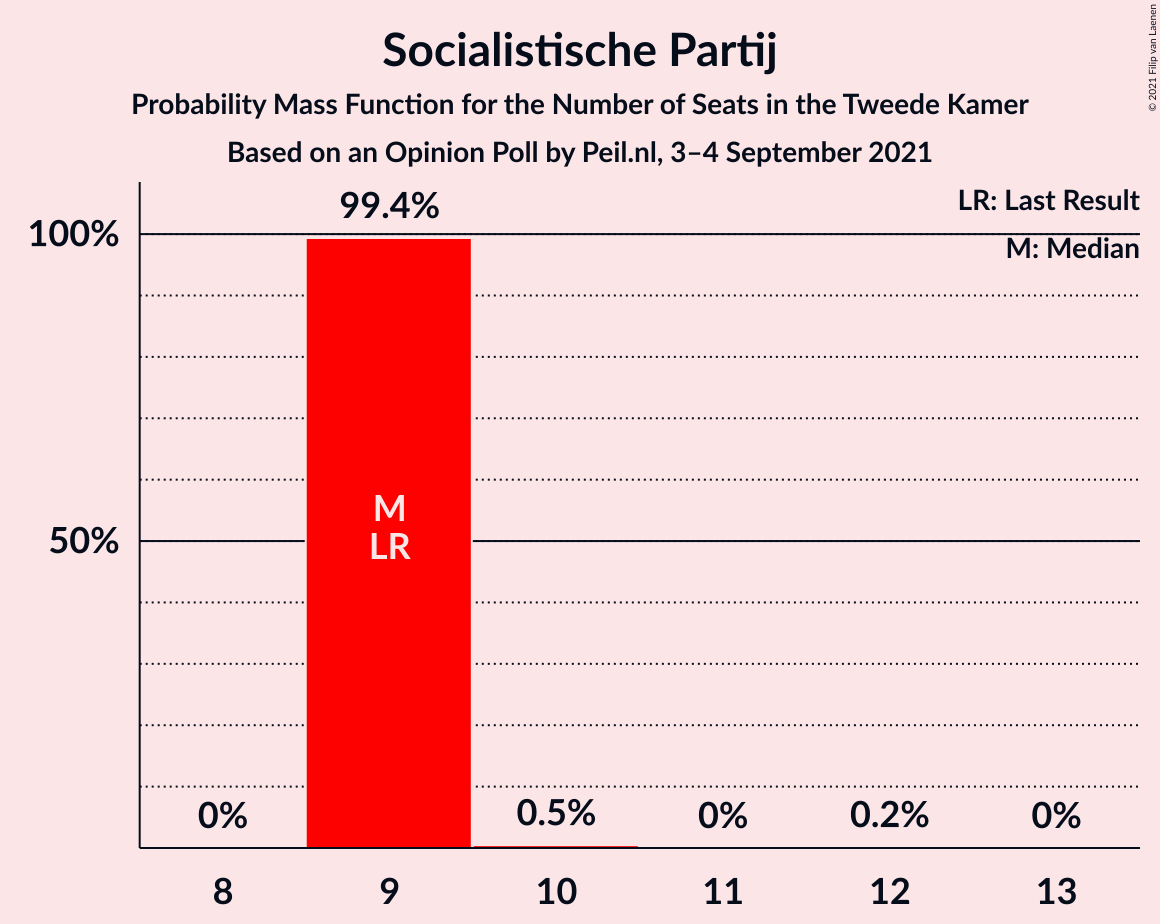 Socialistische Partij
Probability Mass Function for the Number of Seats in the Tweede Kamer
Based on an Opinion Poll by Peil.nl, 3–4 September 2021
© 2021 Filip van Laenen
LR: Last Result
M: Median
100%
50%
99.4%
M
LR
0%
0.5%
0%
0.2%
0%
8
9
10
11
12
13